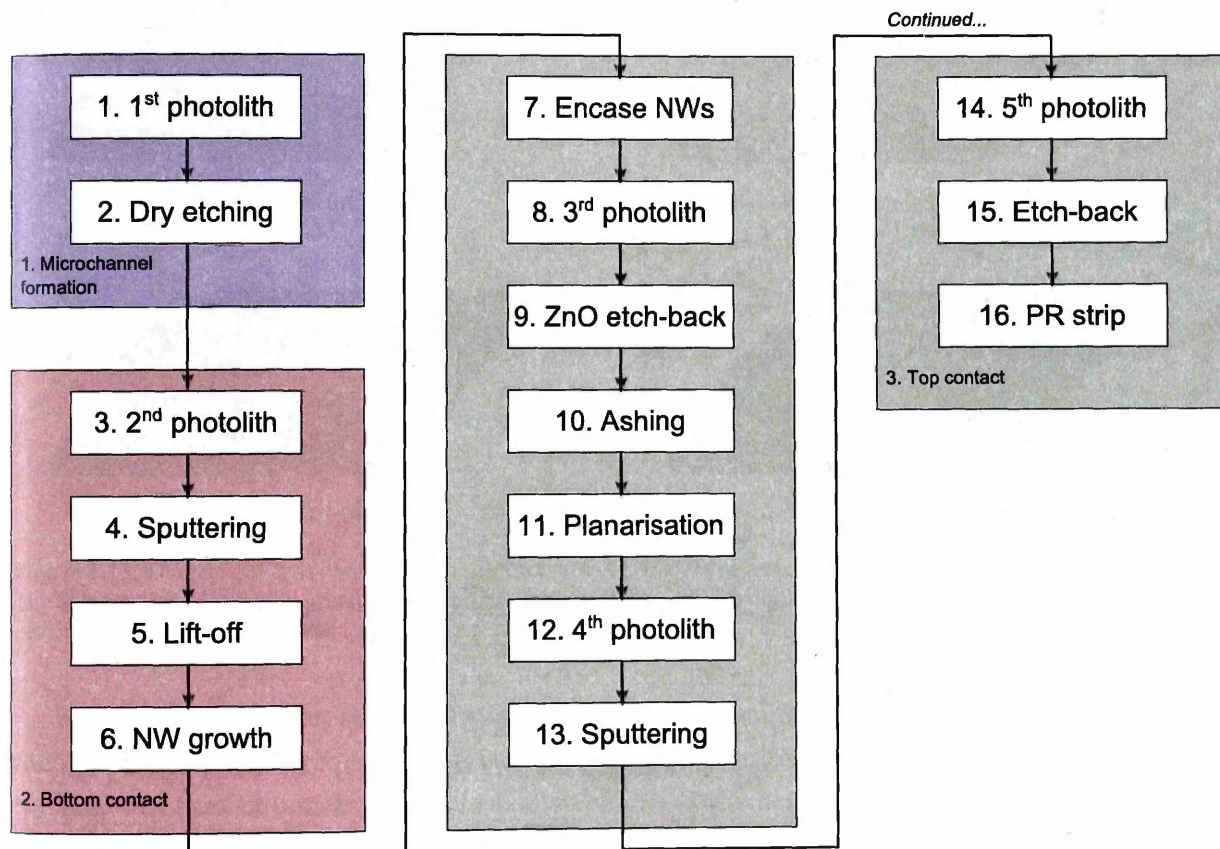 1. 1st photolith
2. Dry etching
1. Microchannel
formation
3. 2nd photolith
4. Sputtering
5. Lift-off
6. NW growth
2. Bottom contact
7. Encase NWs
8. 3rd photolith
9. ZnO etch-back
10. Ashing
11. Planarisation
12. 4th photolith
13. Sputtering
Continued...
14. 5th photolith
15. Etch-back
16. PR strip
3. Top contact